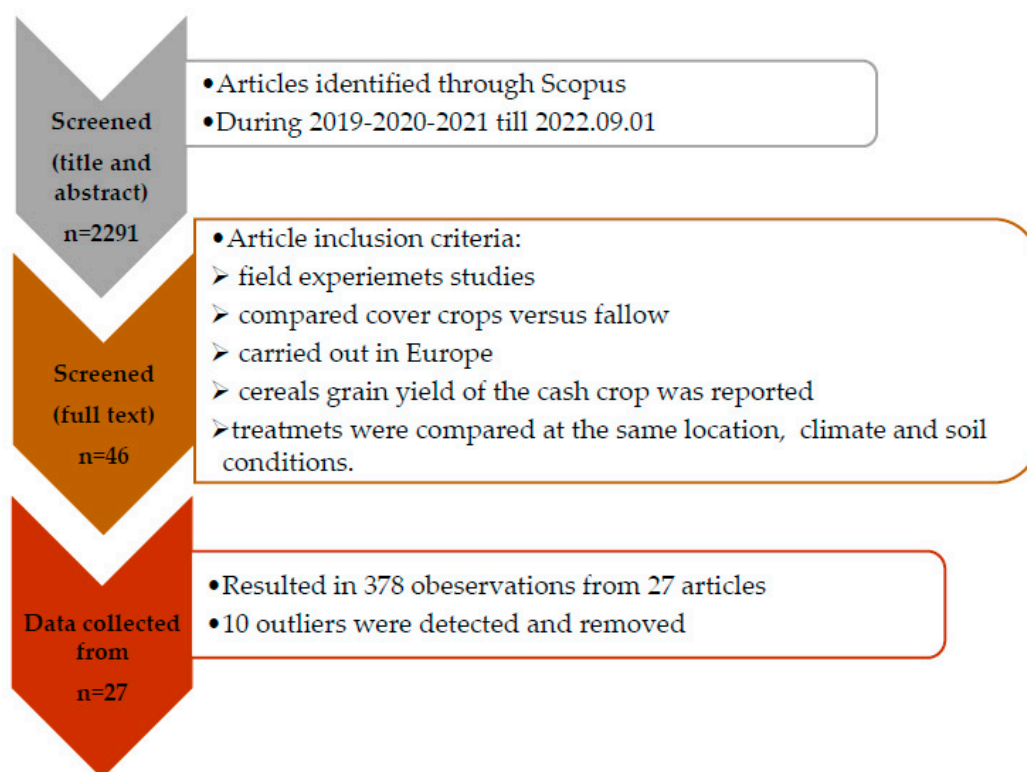 Screened
(title and
abstract)
n=2291
•Articles identified through Scopus
•During 2019-2020-2021 till 2022.09.01
Screened
(full text)
n=46
•Article inclusion criteria:
➢ field experiemets studies
➢ compared cover crops versus fallow
➢ carried out in Europe
➢ cereals grain yield of the cash crop was reported
➢treatmets were compared at the same location, climate and soil
conditions.
Data collected
from
n=27
•Resulted in 378 obeservations from 27 articles
•10 outliers were detected and removed